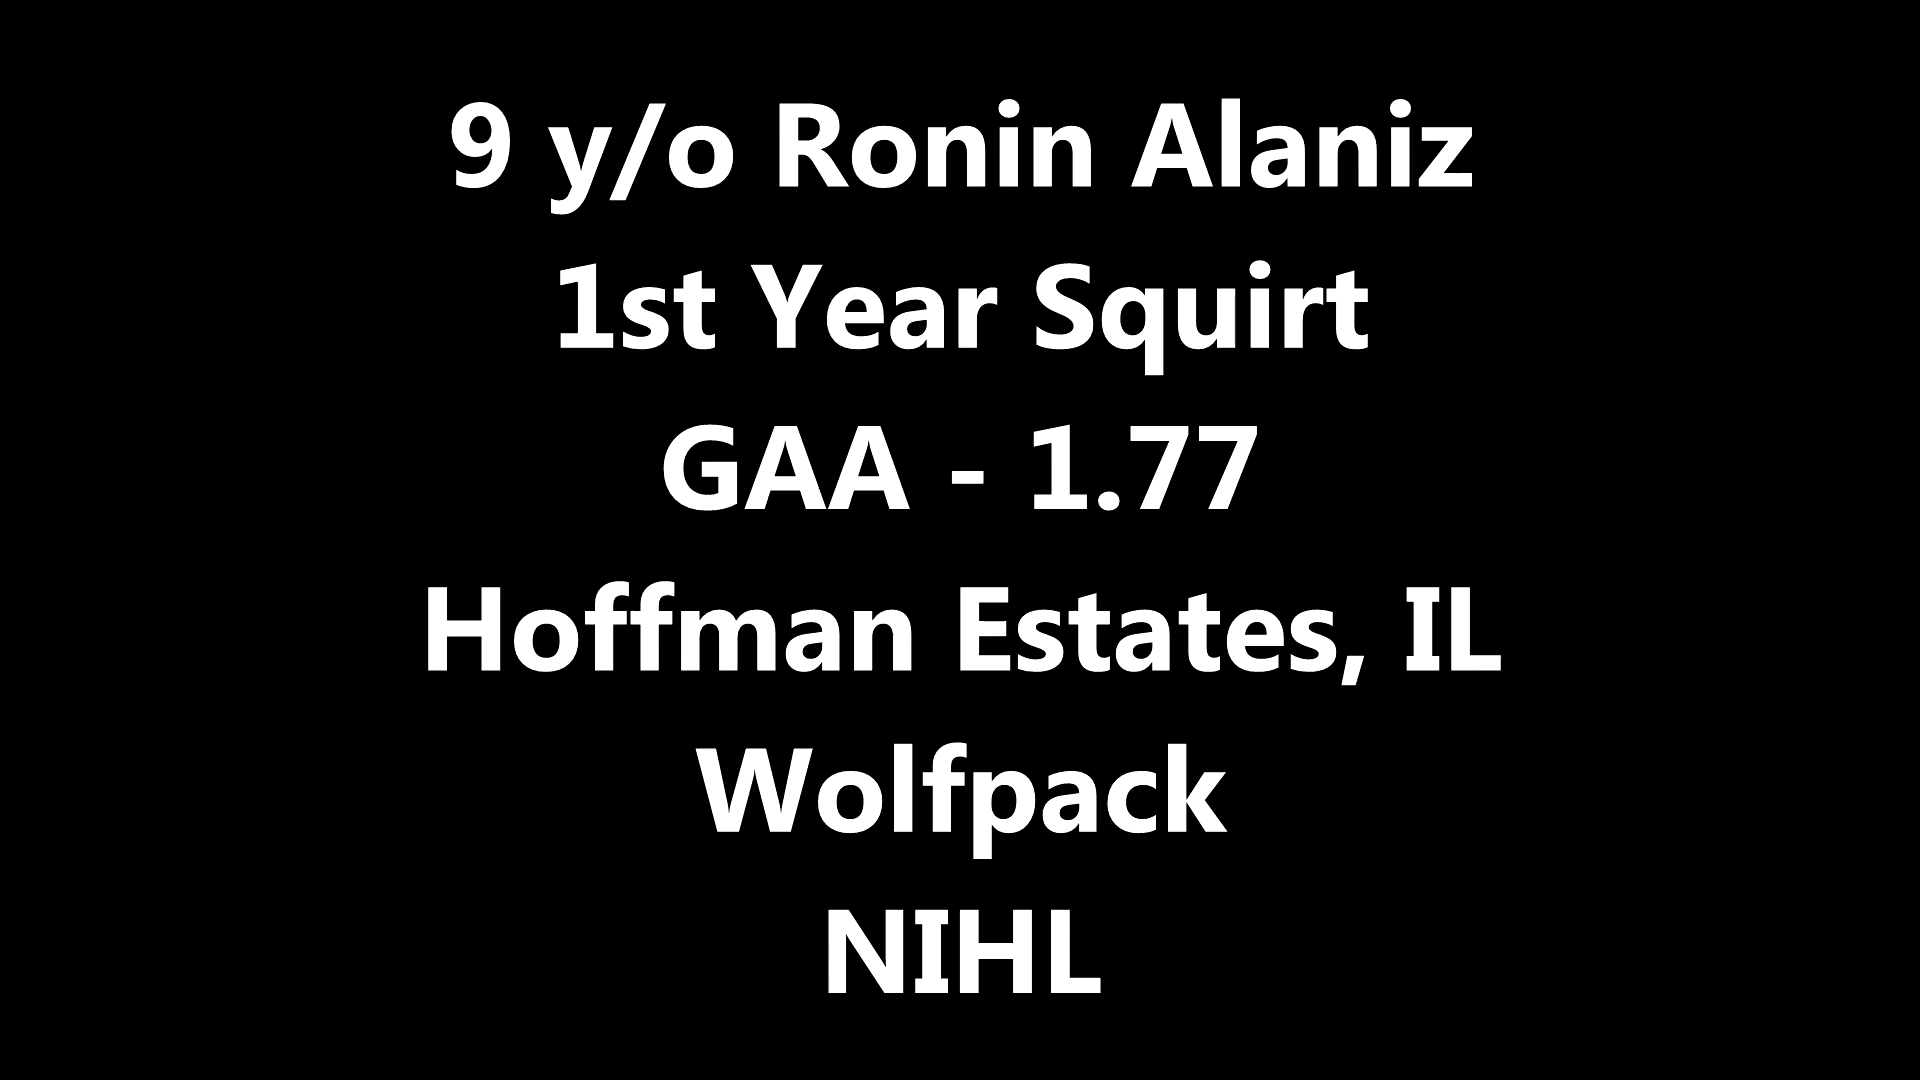 9 y/o Ronin Alaniz
1st Year Squirt
GAA - 1.77
Hoffman Estates, IL
Wolfpack
NIHL